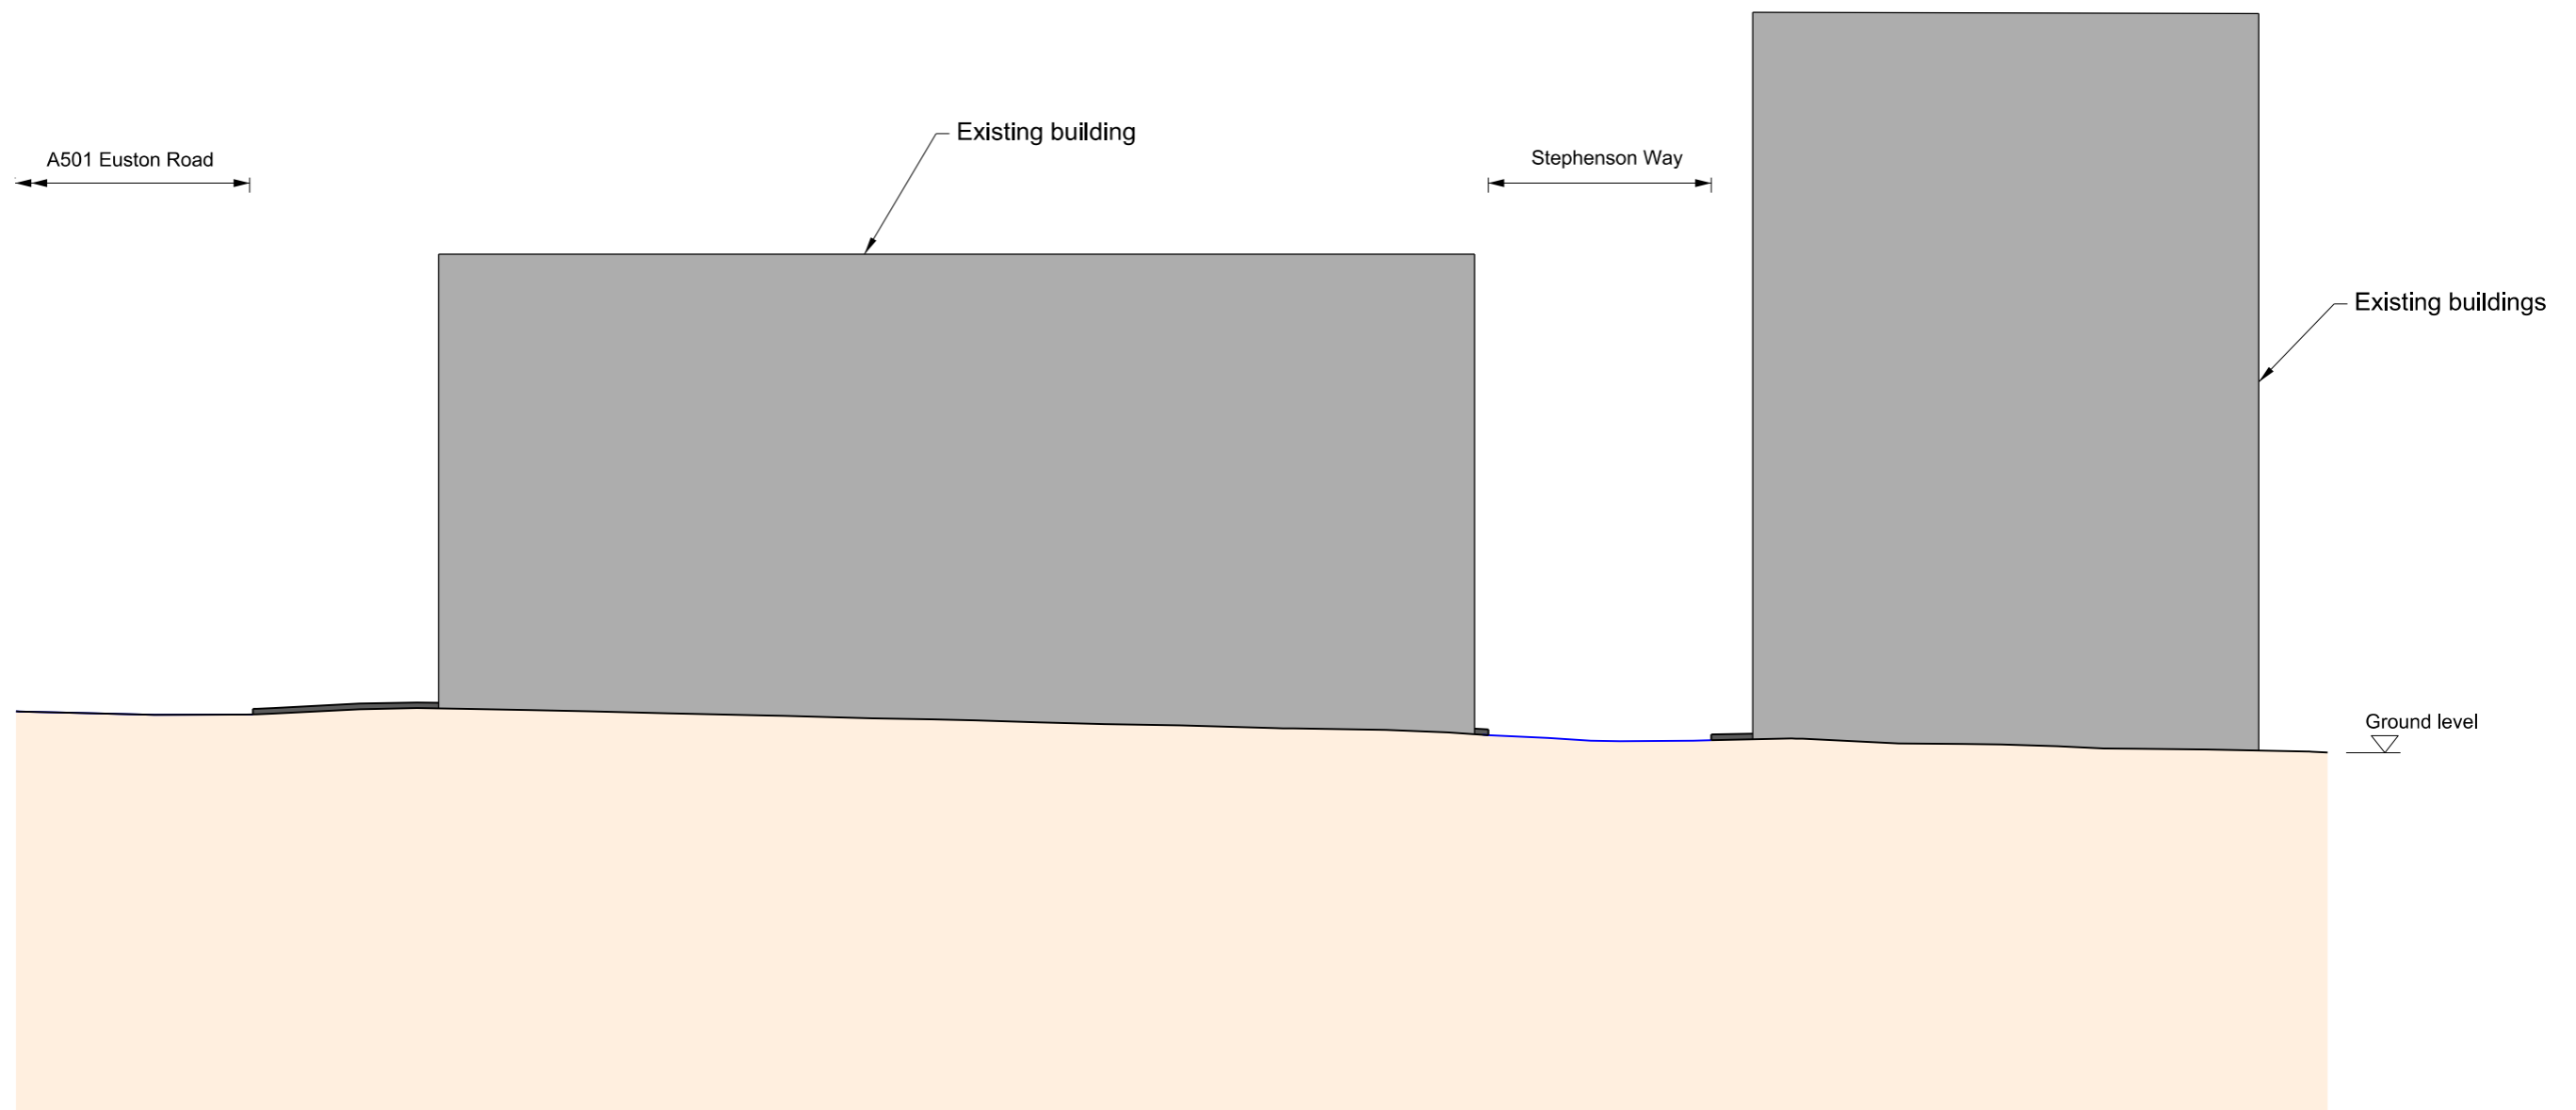 Existing building
A501 Euston Road
Stephenson Way
Existing buildings
Ground level